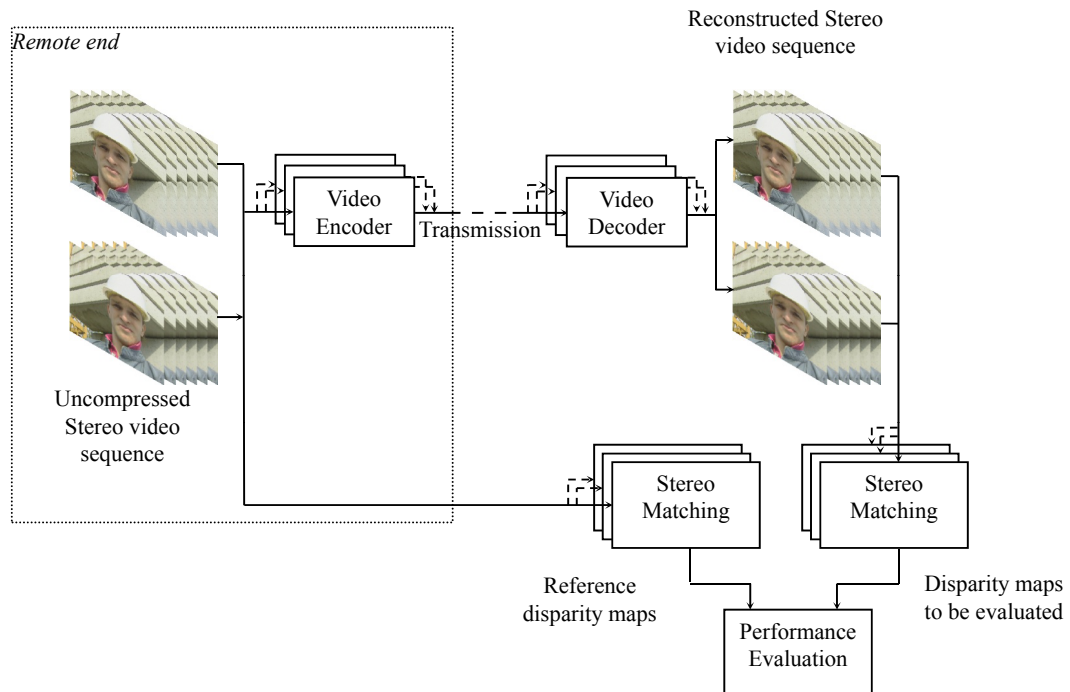 Remote end
Reconstructed Stereo
video sequence
Video
Encoder
Transmission
Video
Decoder
Uncompressed
Stereo video
sequence
Stereo
Matching
Stereo
Matching
Reference
disparity maps
Disparity maps
to be evaluated
Performance
Evaluation